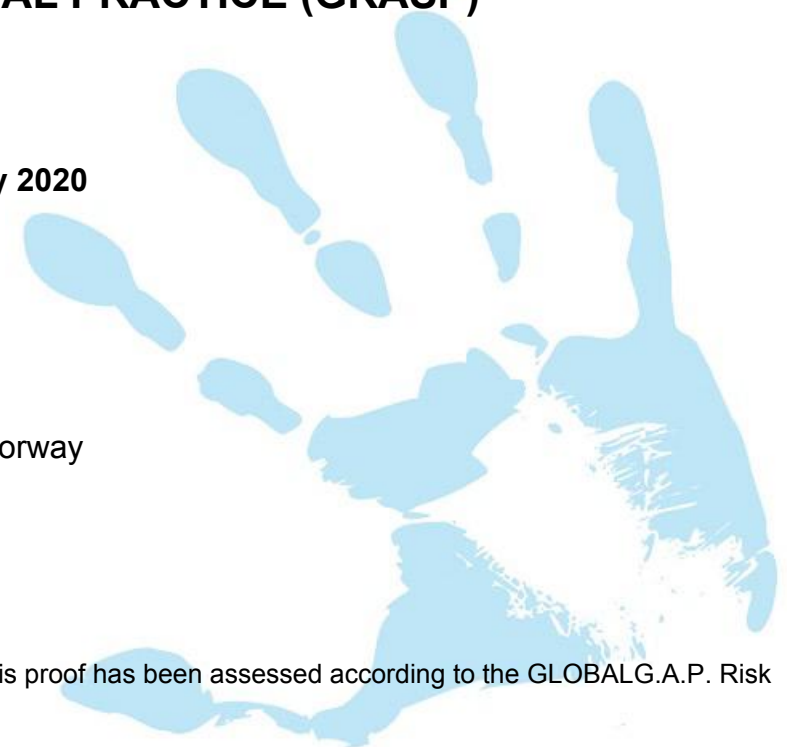 AL PRACTICE (GRASP)
y 2020
orway
is proof has been assessed according to the GLOBALG.A.P. Risk